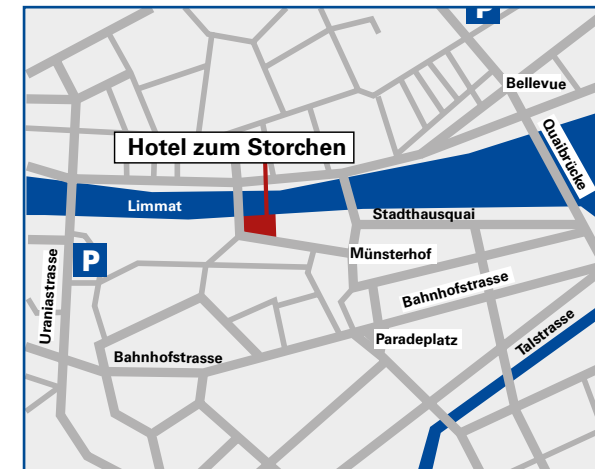 P
Bellevue
Quaibrücke
Hotel zum Storchen
Limmat
Stadthausquai
Münsterhof
P
Uraniastrasse
Bahnhofstrasse
Talstrasse
Paradeplatz
Bahnhofstrasse